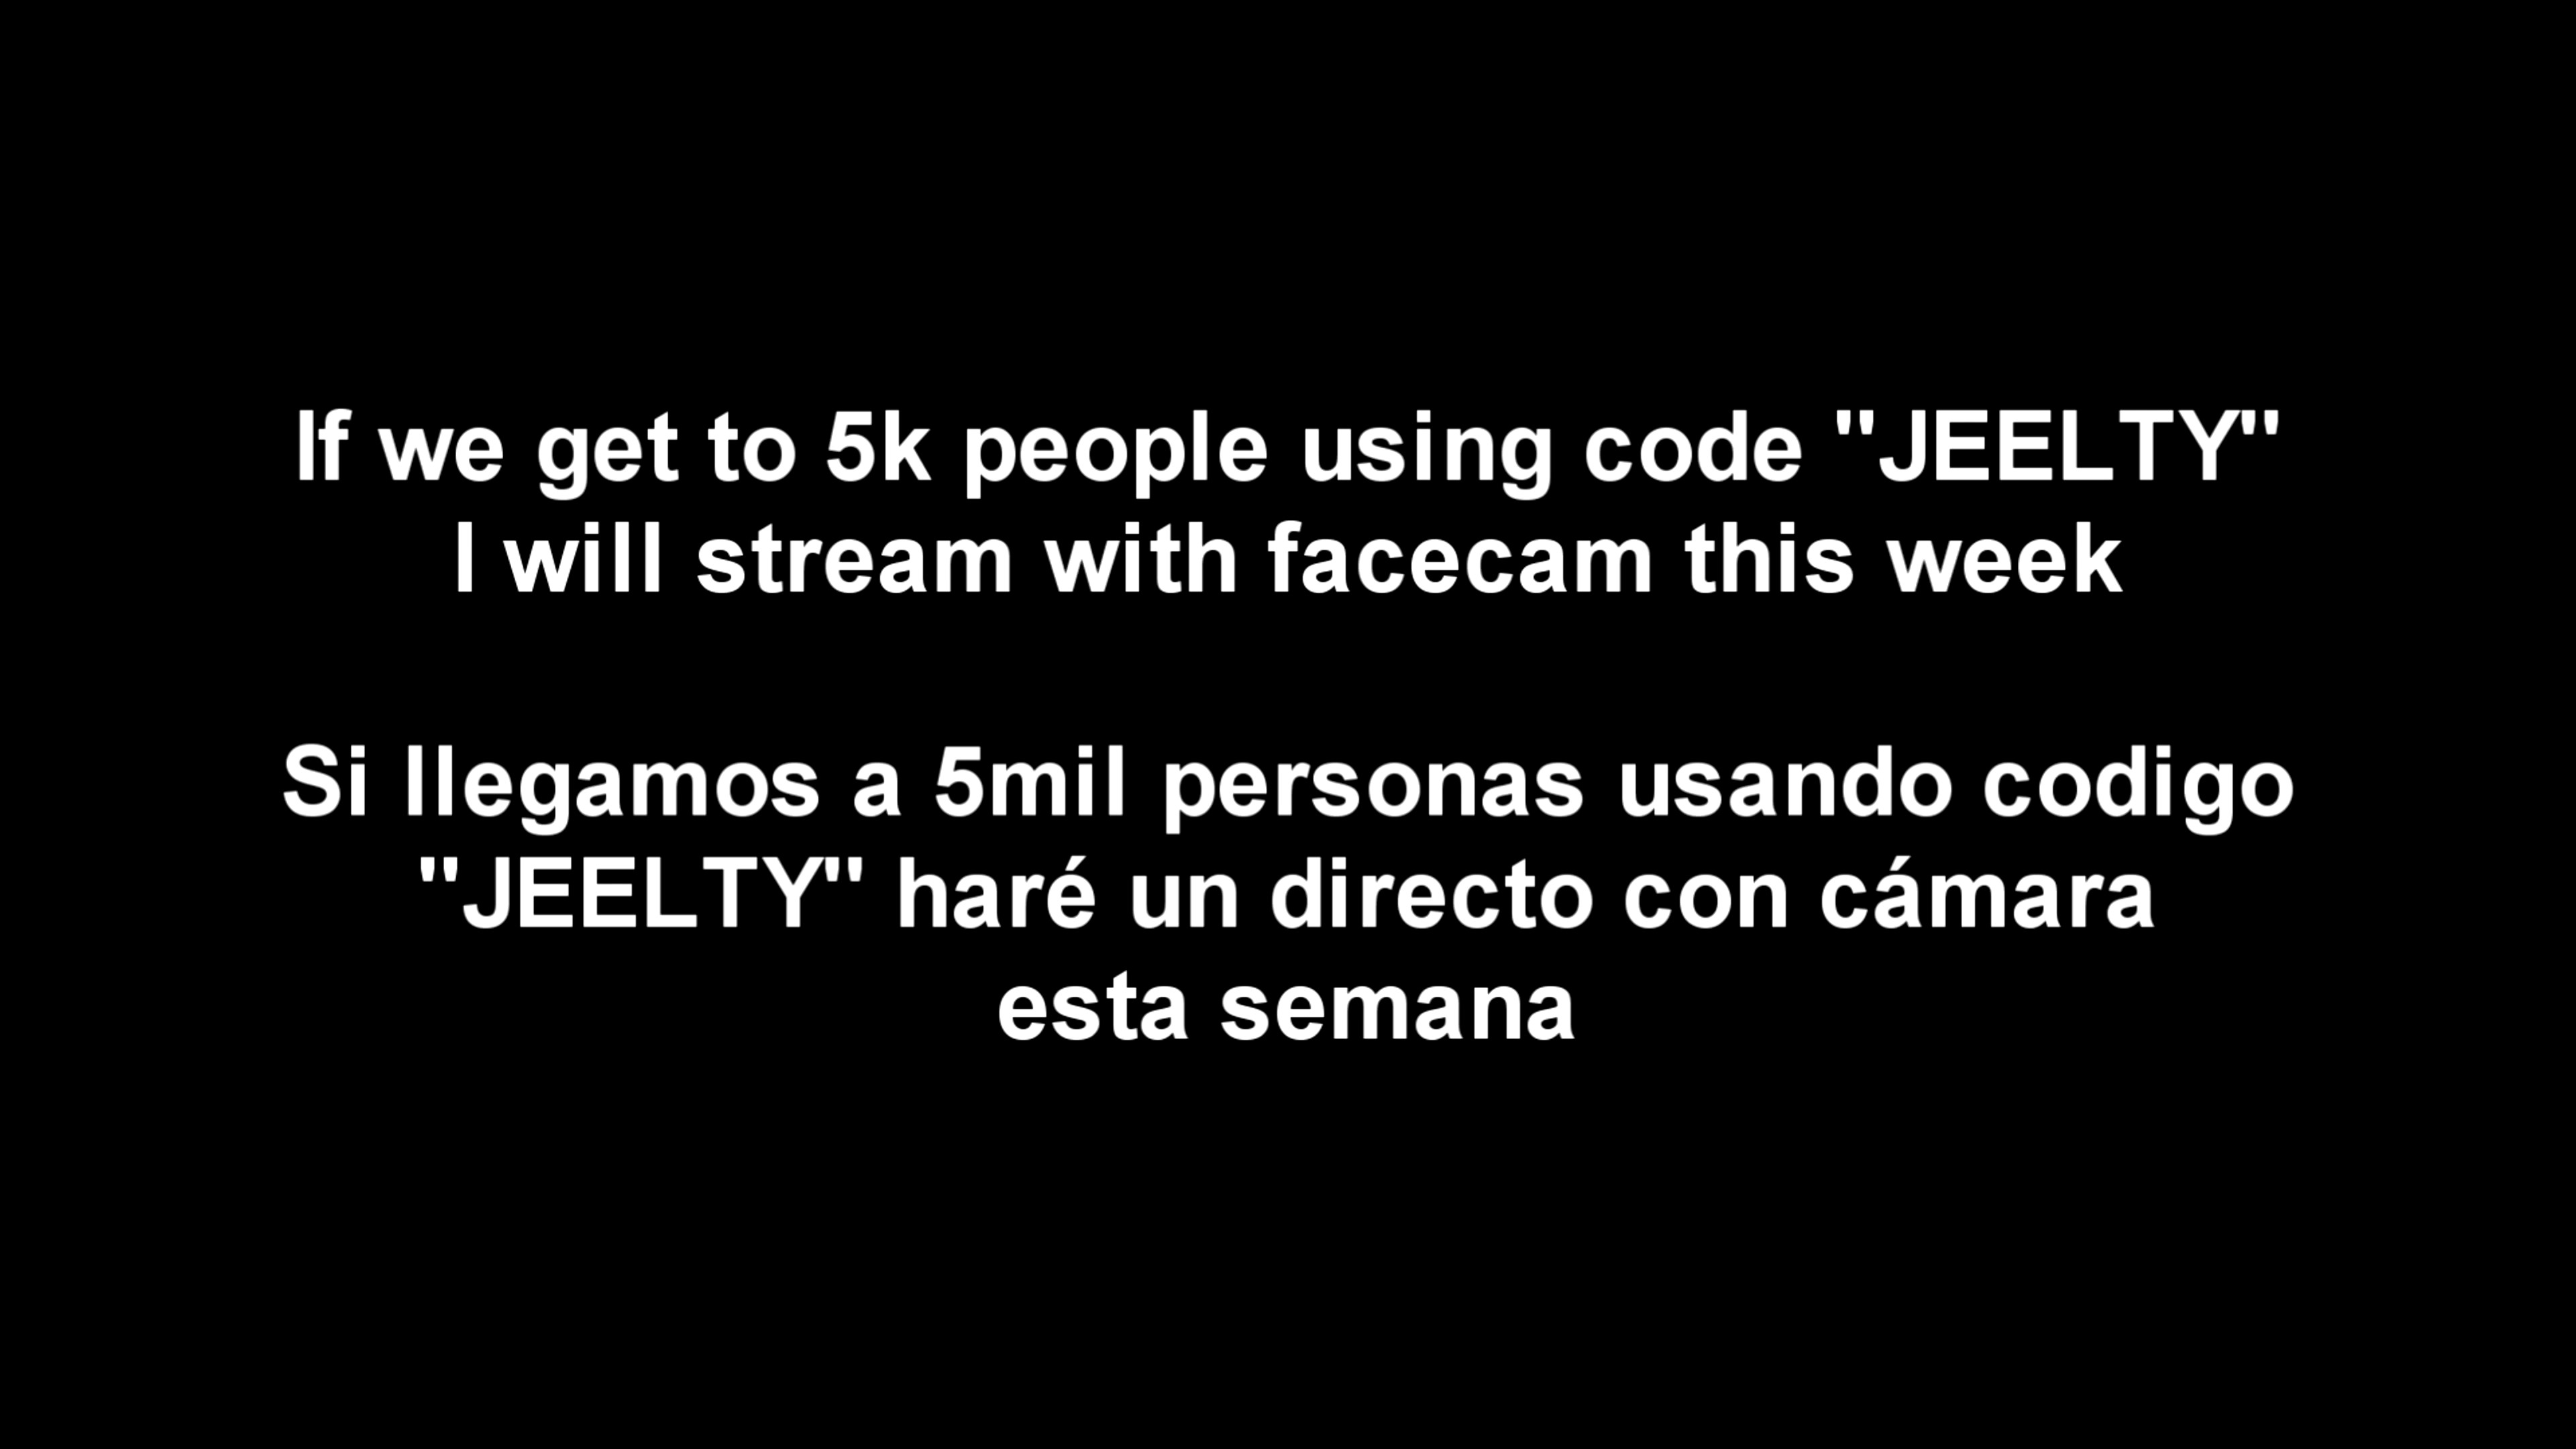 If we get to 5k people using code "JEELTY"
I will stream with facecam this week
Si llegamos a 5mil personas usando codigo
"JEELTY" haré un directo con cámara
esta semana